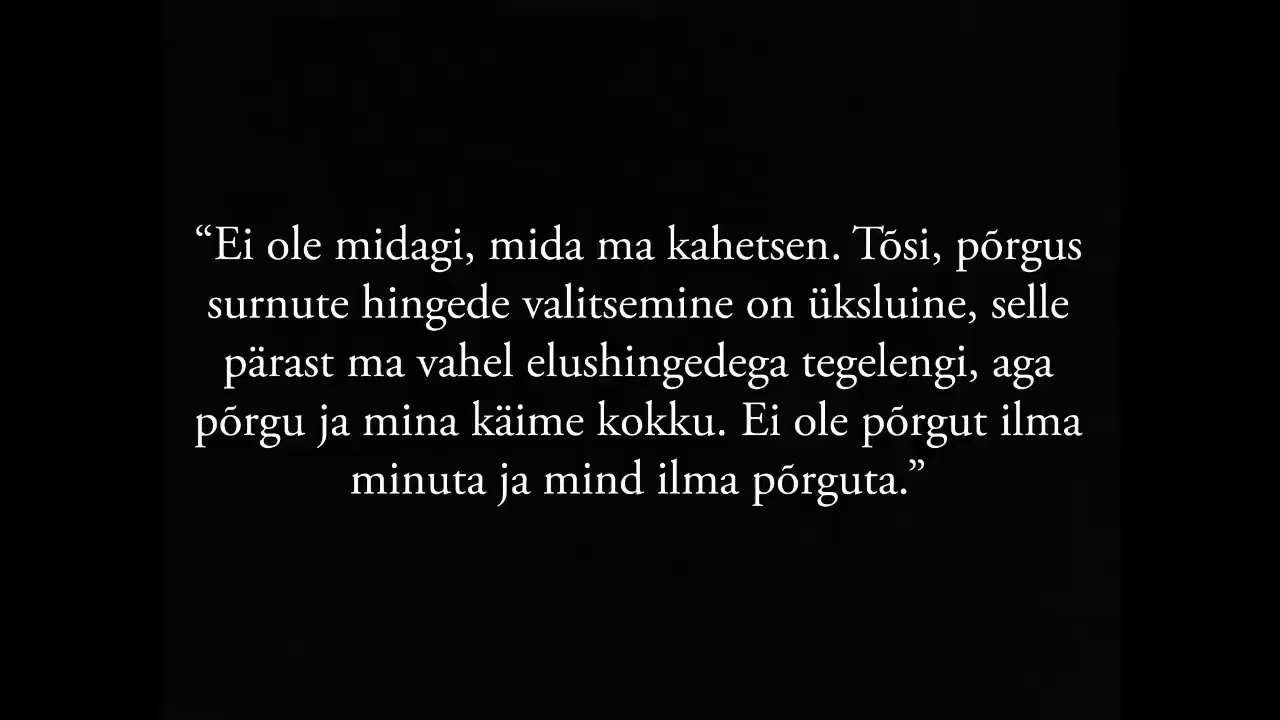 “Ei ole midagi, mida ma kahetsen. Tõsi, põrgus
surnute hingede valitsemine on üksluine, selle
pärast ma vahel elushingedega tegelengi, aga
põrgu ja mina käime kokku. Ei ole põrgut ilma
minuta ja mind ilma põrguta.”